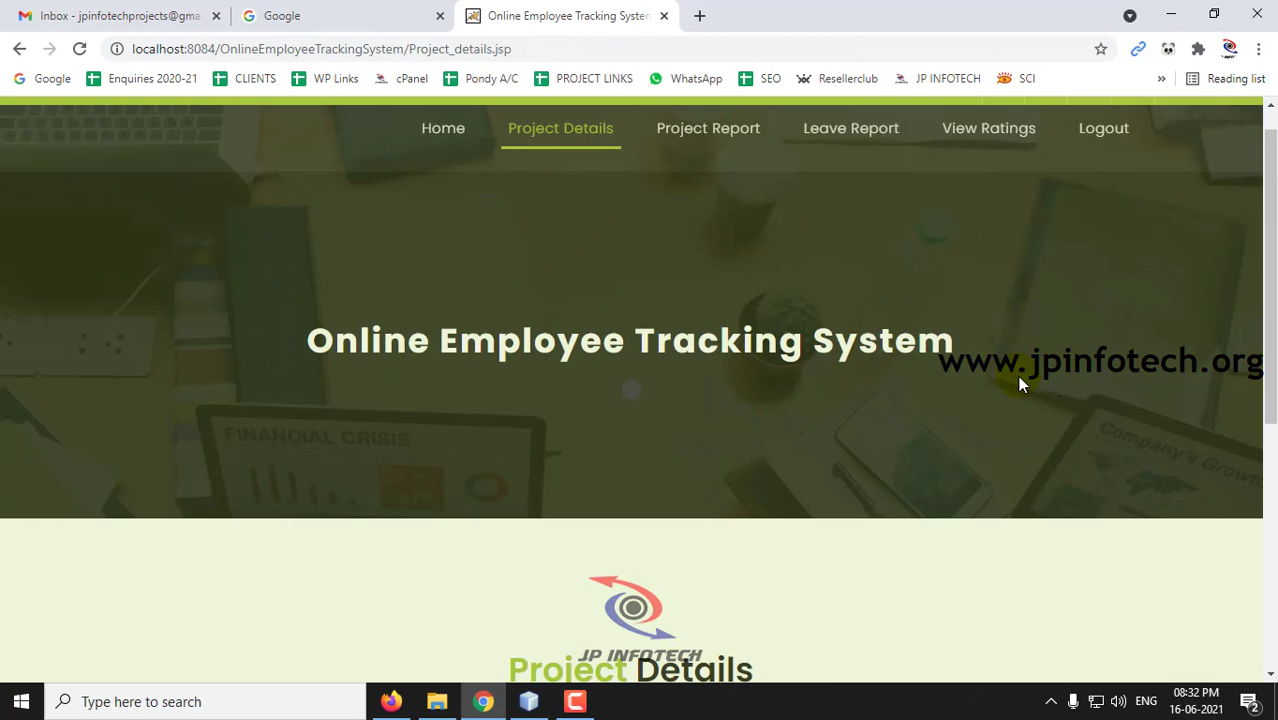 Inbox - jpinfotechprojects@gma
Google
Online Employee Tracking System
localhost:8084/OnlineEmployeeTrackingSystem/Project_details.jsp
Google
Enquiries 2020-21
CLIENTS
WP Links
cPanel
Pondy A/C
PROJECT LINKS
WhatsApp
SEO
Resellerclub
JP INFOTECH
SCI
»
Reading list
Home
Project Details
Project Report
Leave Report
View Ratings
Logout
Online Employee Tracking System
www.jpinfotech.org
FINANCIAL CRISIS
Company's Growth
JP INFOTECH
Project Details
Type here to search
ENG
08:32 PM
16-06-2021
2